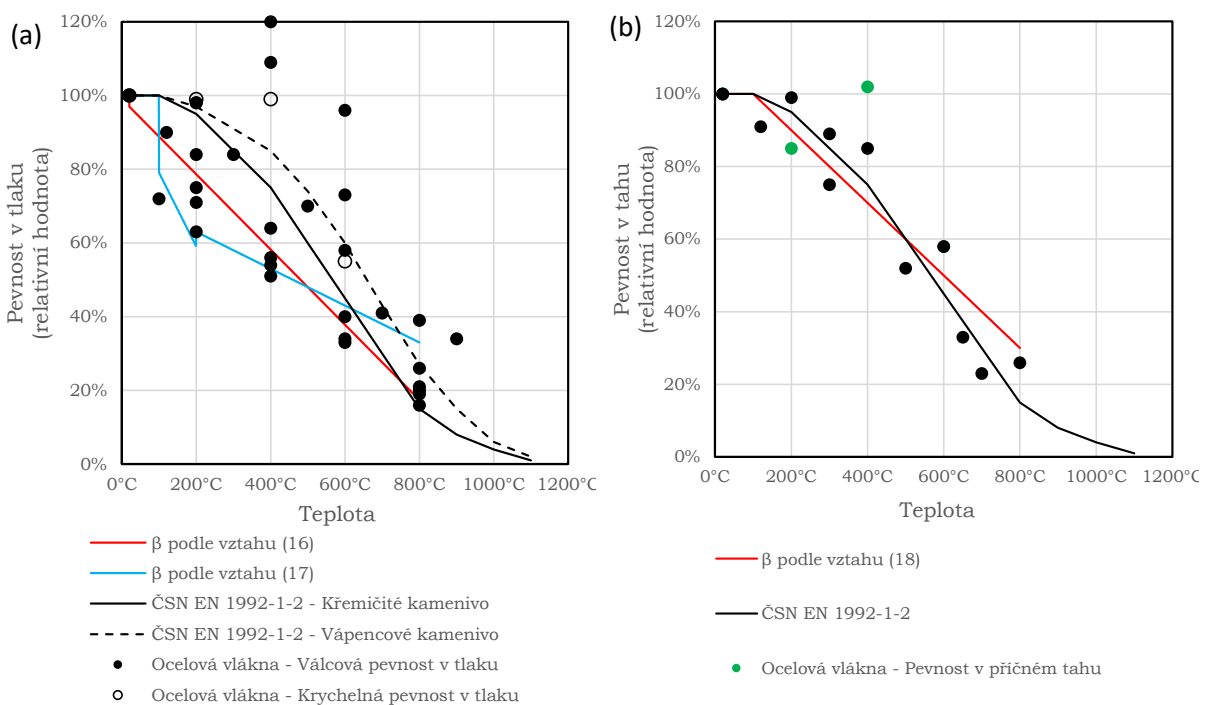 (a)
Pevnost v tlaku
(relativní hodnota)
120%
100%
80%
60%
40%
20%
0%
0°C 200°C 400°C 600°C 800°C 1000°C 1200°C
Teplota
β podle vztahu (16)
β podle vztahu (17)
ČSN EN 1992-1-2 - Křemičité kamenivo
ČSN EN 1992-1-2 - Vápencové kamenivo
Ocelová vlákna - Válcová pevnost v tlaku
Ocelová vlákna - Krychelná pevnost v tlaku
(b)
Pevnost v tahu
(relativní hodnota)
120%
100%
80%
60%
40%
20%
0%
0°C 200°C 400°C 600°C 800°C 1000°C 1200°C
Teplota
β podle vztahu (18)
ČSN EN 1992-1-2
Ocelová vlákna - Pevnost v příčném tahu